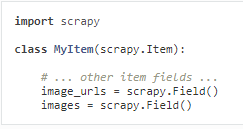 import scrapy
class MyItem(scrapy.Item):
# ... other item fields ...
image_urls = scrapy.Field()
images = scrapy.Field()